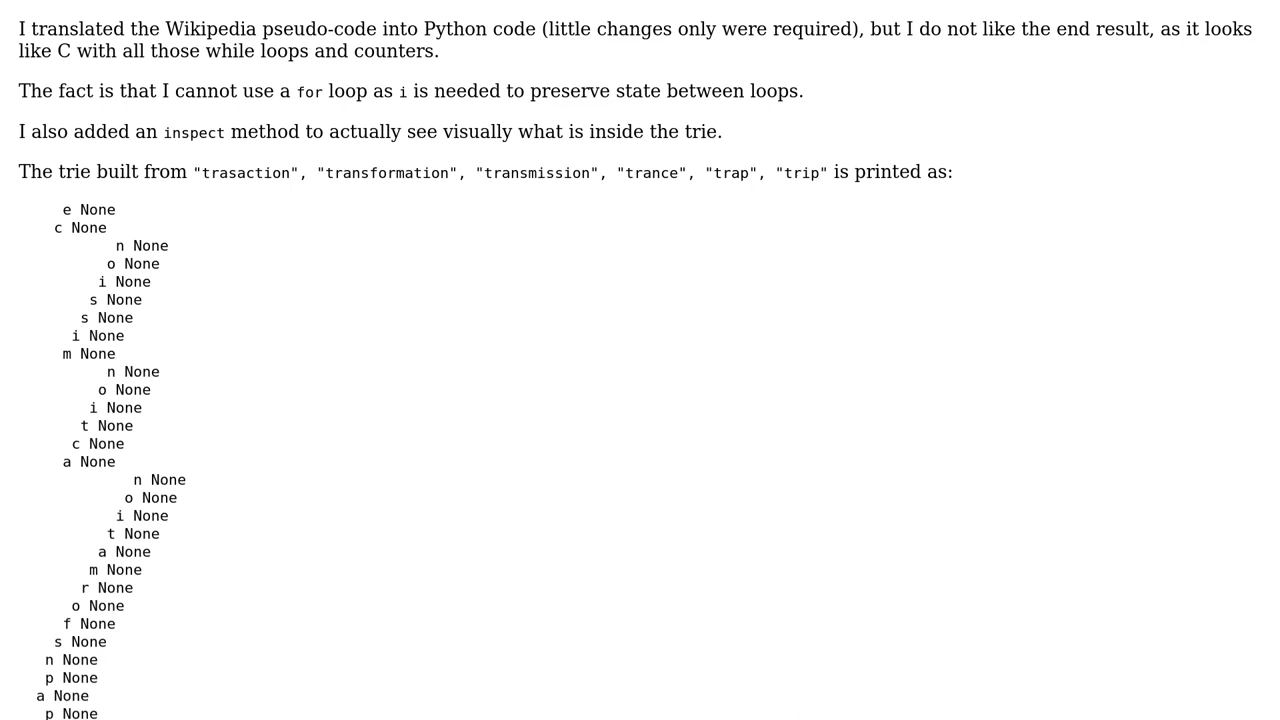 I translated the Wikipedia pseudo-code into Python code (little changes only were required), but I do not like the end result, as it looks
like C with all those while loops and counters.
The fact is that I cannot use a for loop as i is needed to preserve state between loops.
I also added an inspect method to actually see visually what is inside the trie.
The trie built from "trasaction", "transformation", "transmission", "trance", "trap", "trip" is printed as:
     e None
    c None
           n None
          o None
         i None
        s None
       s None
      i None
     m None
          n None
         o None
        i None
       t None
      c None
     a None
             n None
            o None
           i None
          t None
         a None
        m None
       r None
      o None
     f None
    s None
   n None
   p None
  a None
   p None